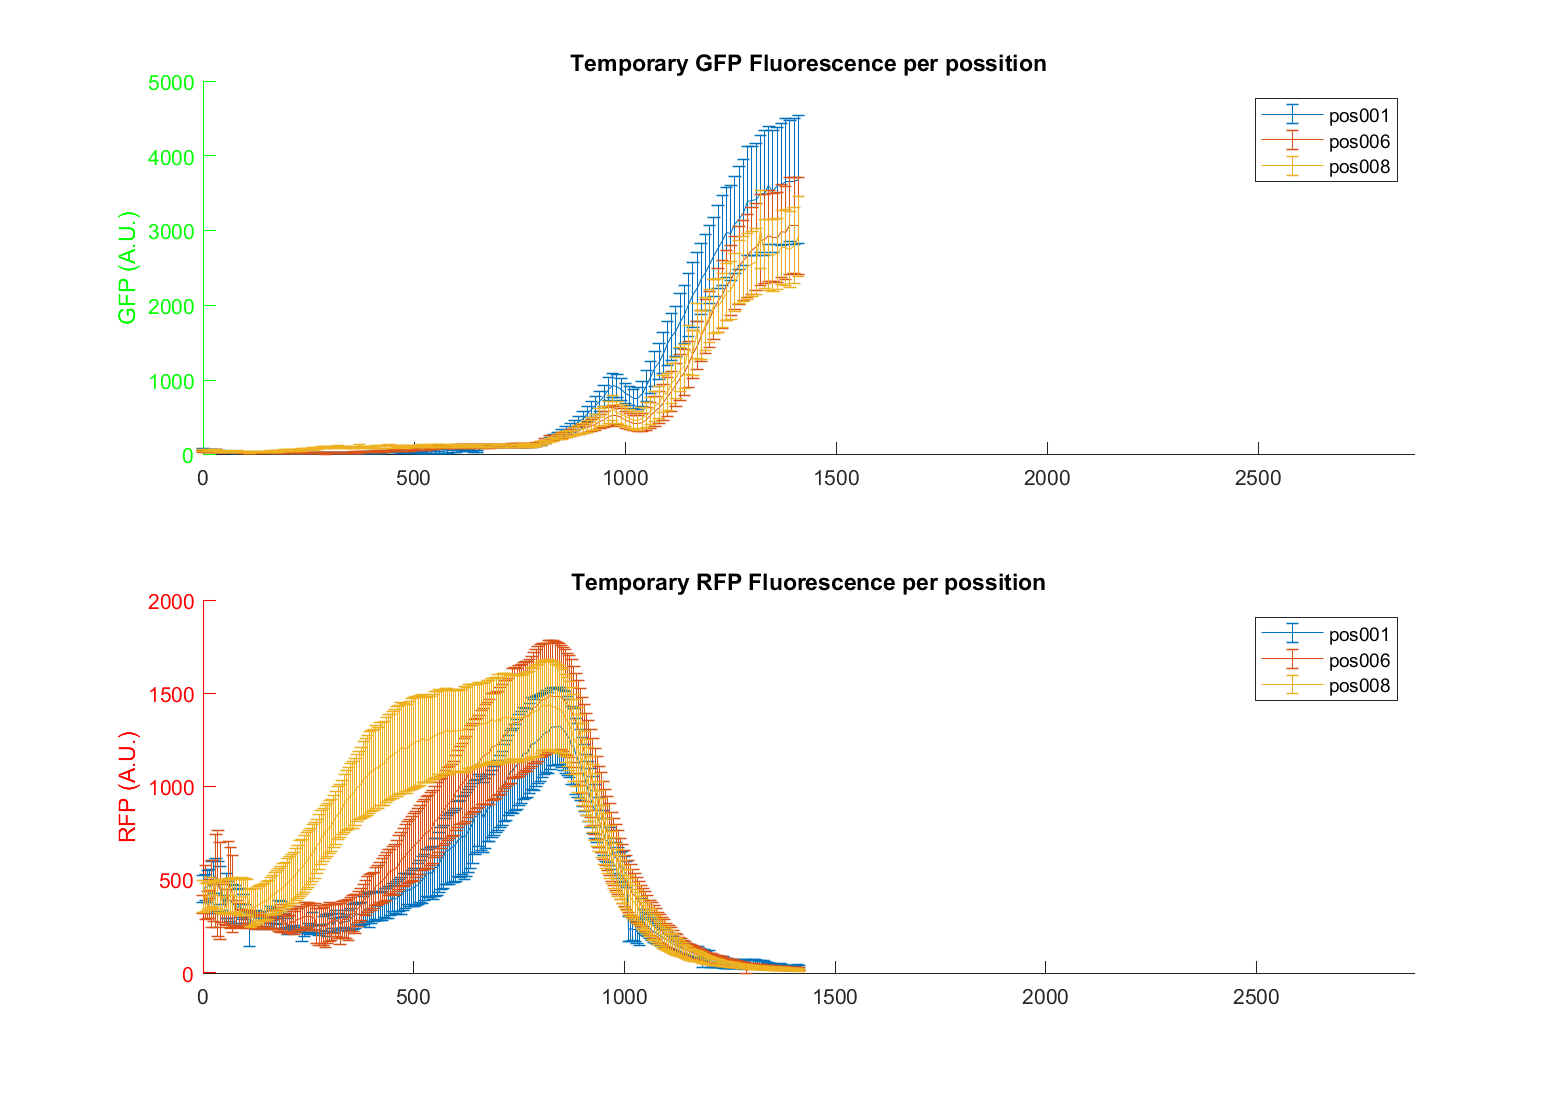 Temporary GFP Fluorescence per possition
5000
4000
3000
2000
1000
0
GFP (A.U.)
0 500 1000 1500 2000 2500
pos001
pos006
pos008
Temporary RFP Fluorescence per possition
2000
1500
1000
500
0
RFP (A.U.)
0 500 1000 1500 2000 2500
pos001
pos006
pos008